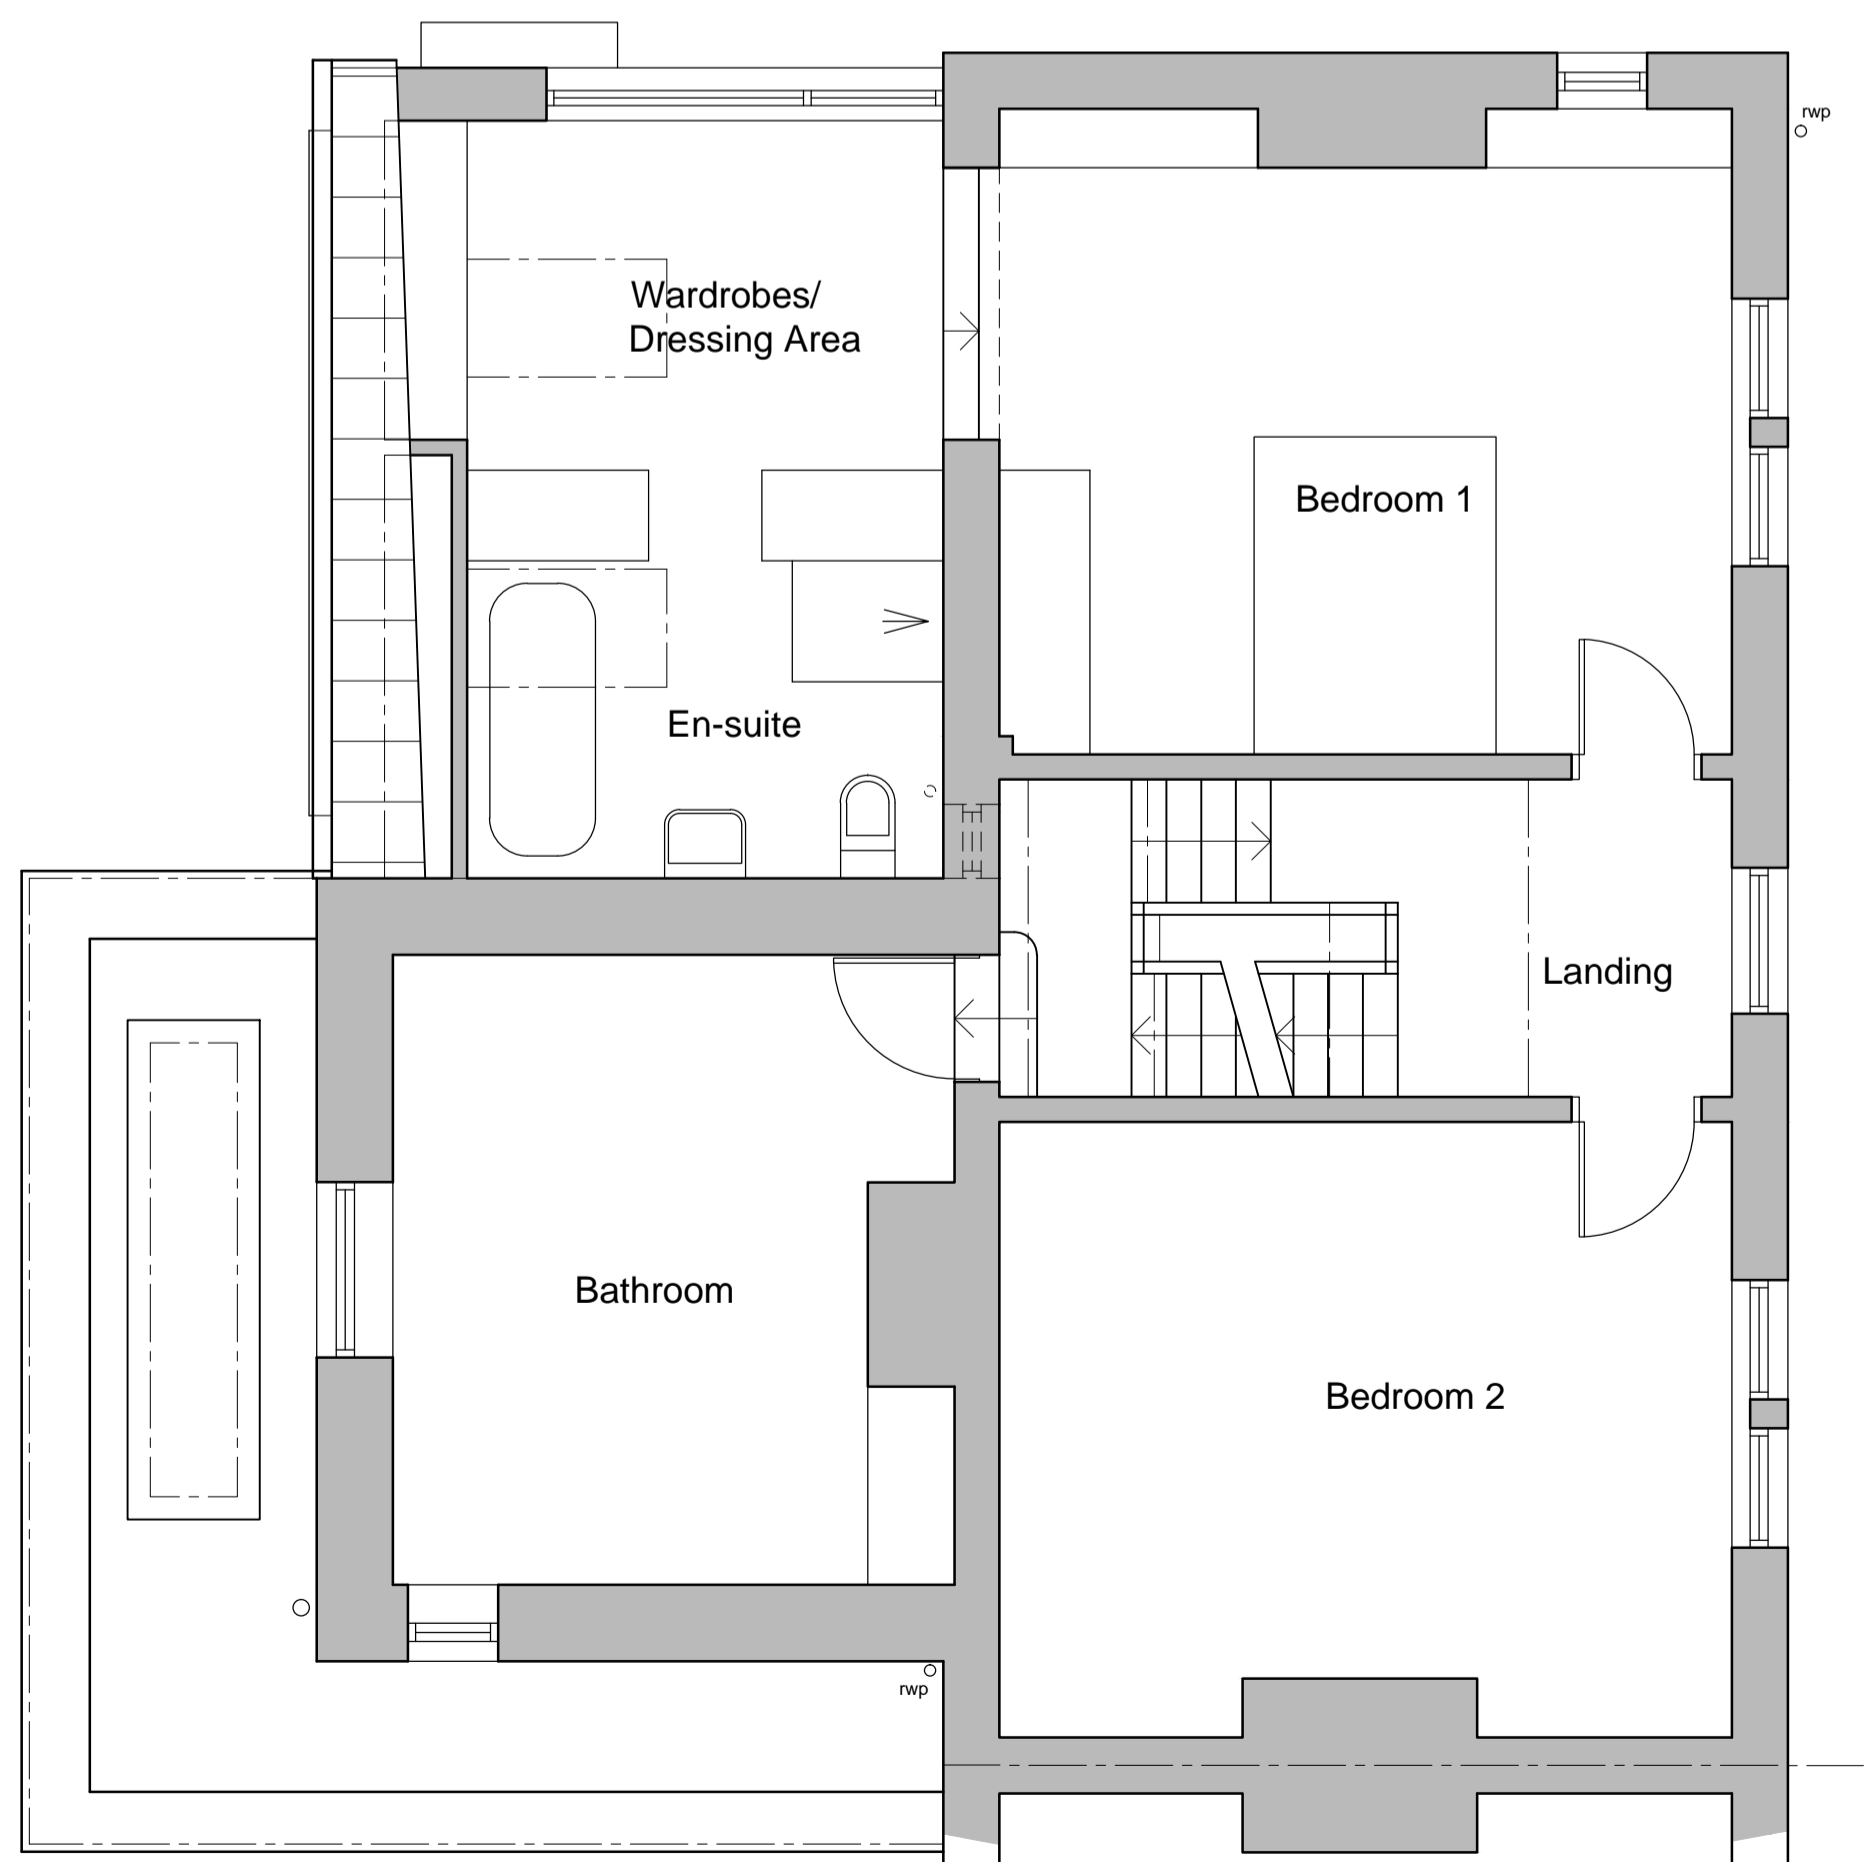 rwp
Wardrobes/
Dressing Area
Bedroom 1
En-suite
Landing
Bathroom
Bedroom 2
rwp